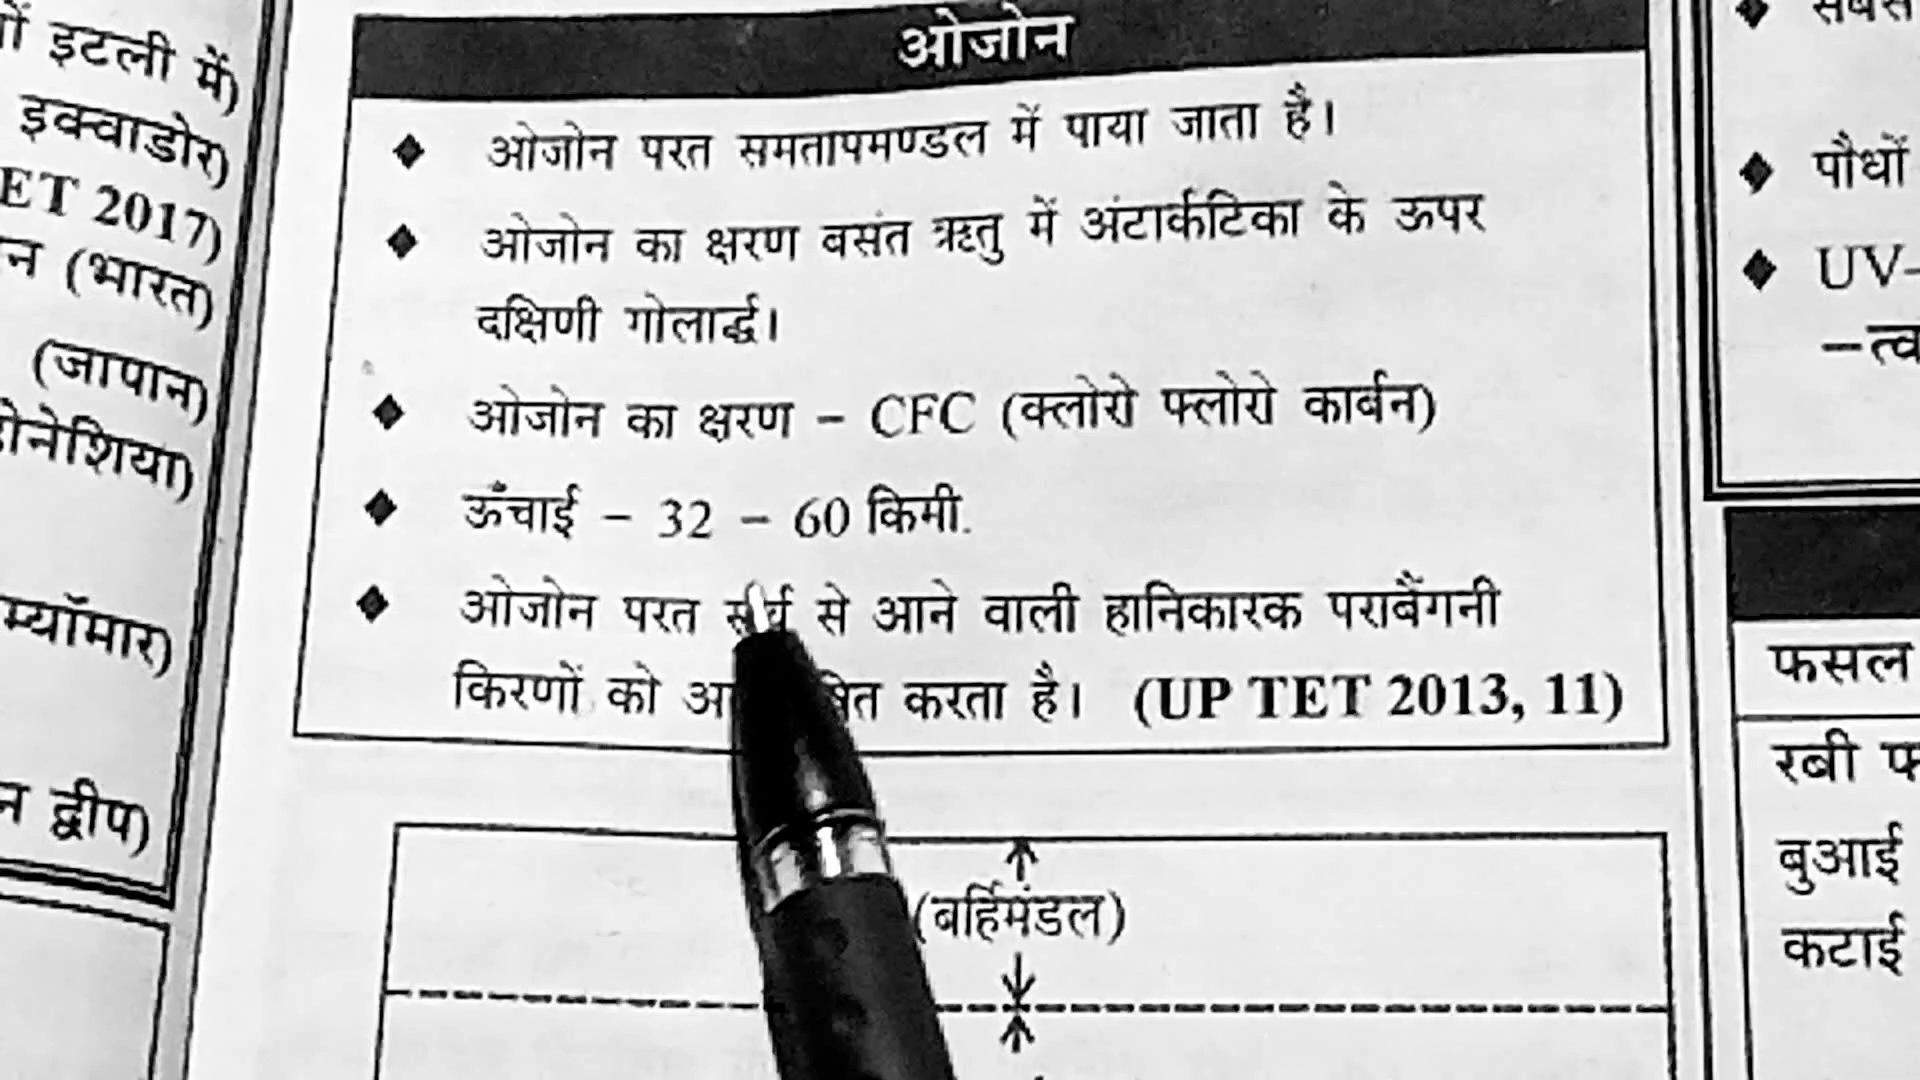 ों इटली में)
इक्वाडोर)
ET 2017)
न (भारत)
(जापान)
डोनेशिया)
म्यॉमार)
न द्वीप)
ओजोन
◆ ओजोन परत समतापमण्डल में पाया जाता है।
◆ ओजोन का क्षरण वसंत ऋतु में अंटार्कटिका के ऊपर
दक्षिणी गोलार्द्ध।
◆ ओजोन का क्षरण – CFC (क्लोरो फ्लोरो कार्बन)
◆ ऊँचाई – 32 – 60 किमी.
◆ ओजोन परत सूर्य से आने वाली हानिकारक पराबैंगनी
किरणों को करता है। (UP TET 2013, 11)
(बर्हिमंडल)
◆ पौधों
◆ UV–
–त्व
फसल
रबी फ
बुआई
कटाई